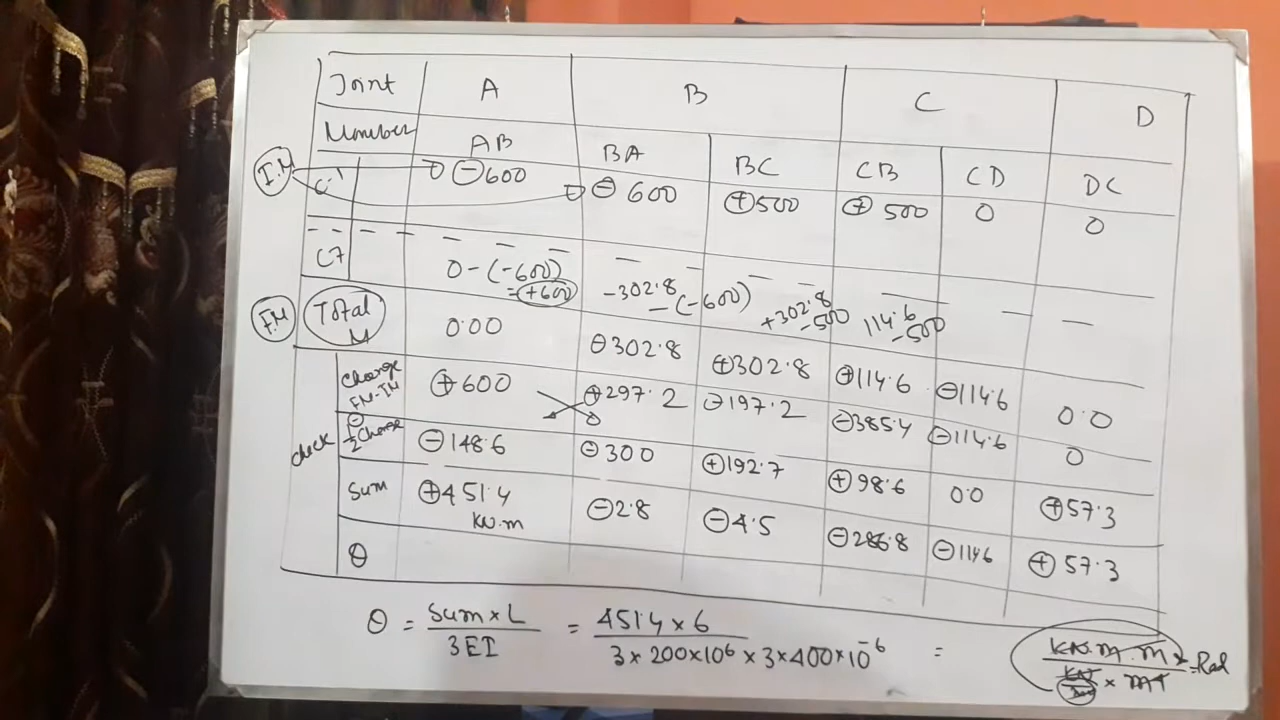 Joint A B C D
Number AB BA BC CB CD DC
I.M C-1 ⊖600 ⊖ 600 ⊕500 ⊕ 500 0 0
C7 0-(-600) = +600 -302.8 -(-600) +302.8 -500 114.6 -500 — —
F.M Total M 0.00 ⊖302.8 ⊕302.8 ⊕114.6 ⊖114.6 0.0
check Change FM-IM ⊕600 ⊕297.2 ⊖197.2 ⊖385.4 ⊖114.6 0
⊖ ½ Change ⊖148.6 ⊖300 ⊕192.7 ⊕98.6 0.0 ⊕57.3
Sum ⊕451.4 KN.m ⊖2.8 ⊖4.5 ⊖286.8 ⊖114.6 ⊕57.3
θ
θ = Sum×L / 3EI = 451.4×6 / 3×200×10⁶×3×400×10⁻⁶ = KN.m.m / KN/ × m4 = Rad